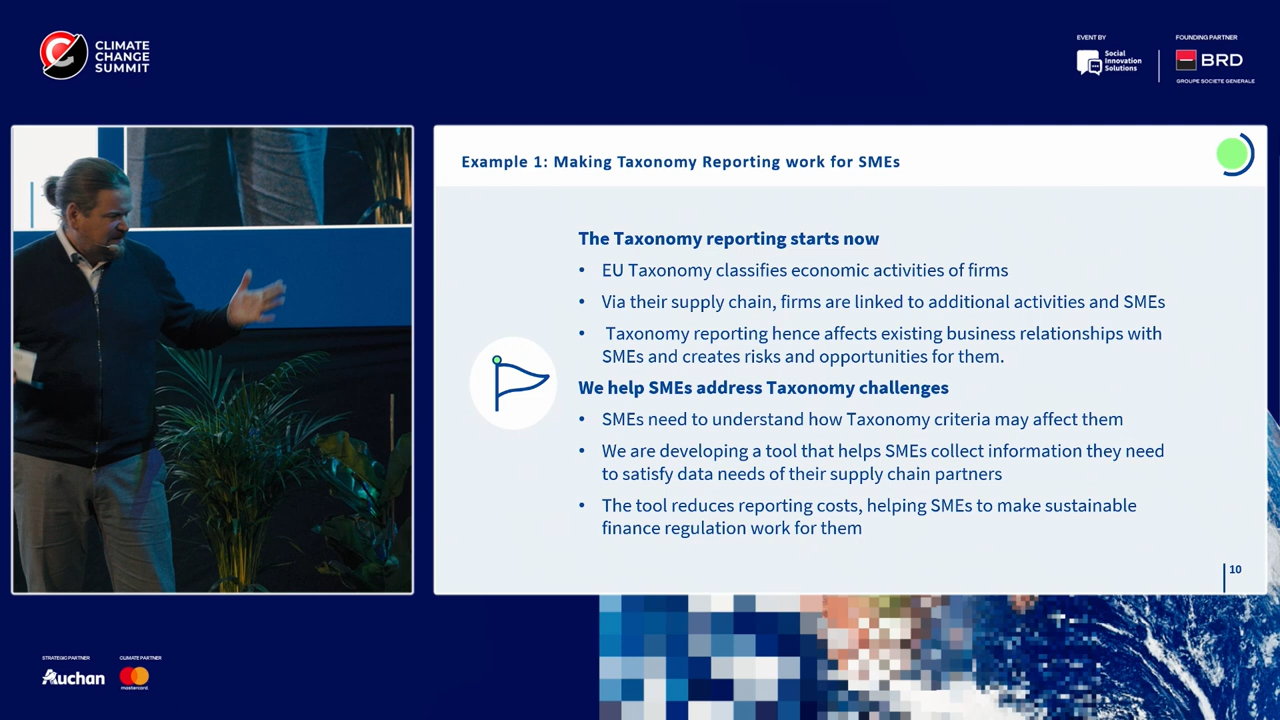 CLIMATE
CHANGE
SUMMIT
EVENT BY
Social
Innovation
Solutions
FOUNDING PARTNER
BRD
GROUPE SOCIETE GENERALE
Example 1: Making Taxonomy Reporting work for SMEs
The Taxonomy reporting starts now
• EU Taxonomy classifies economic activities of firms
• Via their supply chain, firms are linked to additional activities and SMEs
• Taxonomy reporting hence affects existing business relationships with
SMEs and creates risks and opportunities for them.
We help SMEs address Taxonomy challenges
• SMEs need to understand how Taxonomy criteria may affect them
• We are developing a tool that helps SMEs collect information they need
to satisfy data needs of their supply chain partners
• The tool reduces reporting costs, helping SMEs to make sustainable
finance regulation work for them
10
STRATEGIC PARTNER
Auchan
CLIMATE PARTNER
mastercard